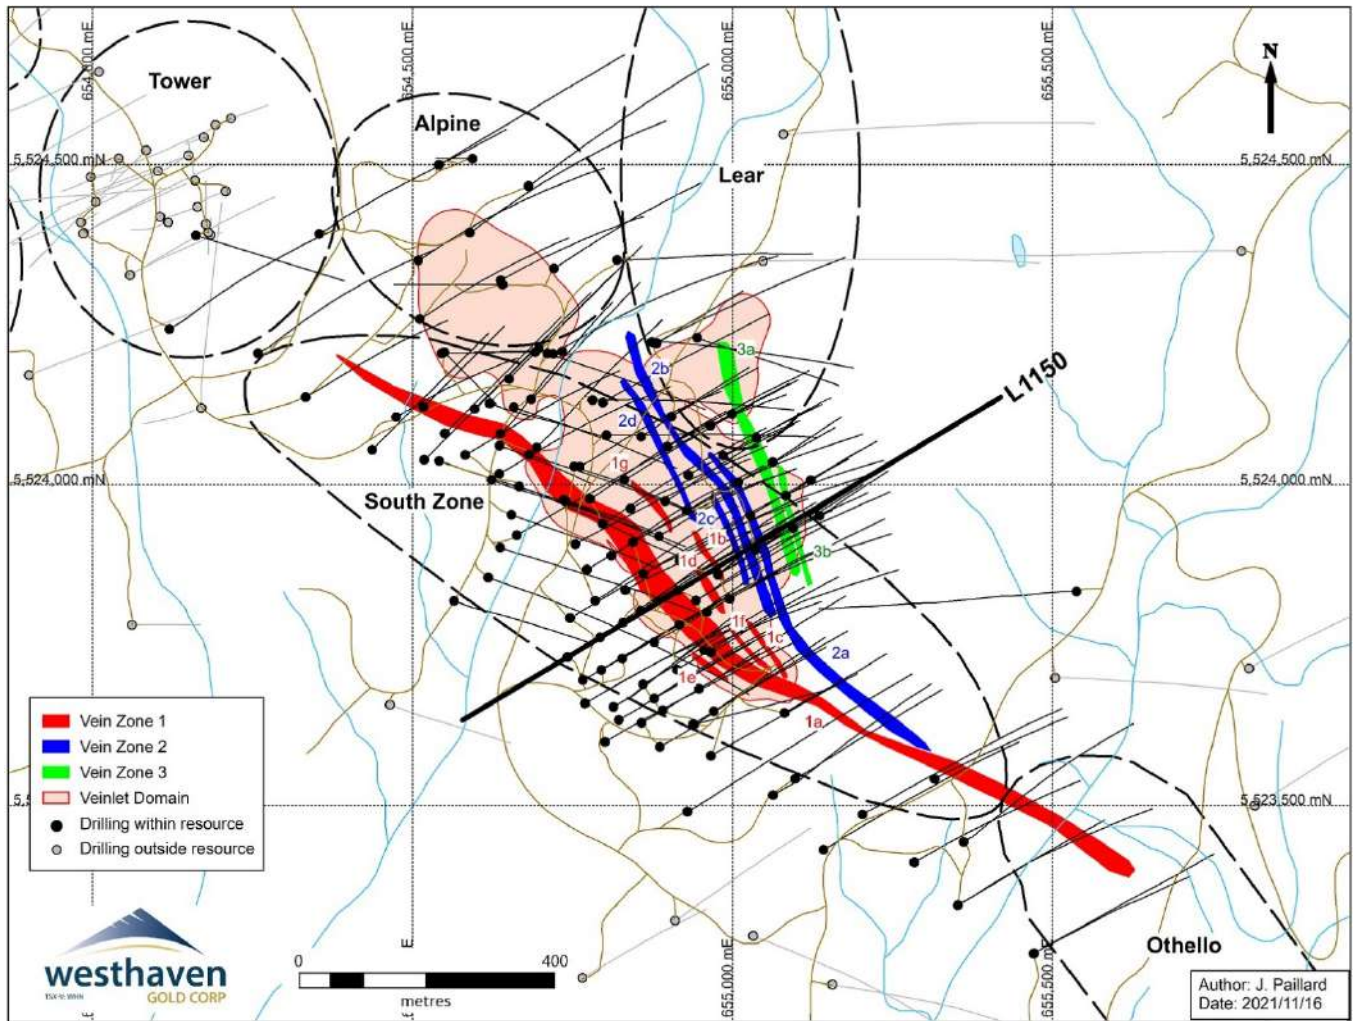 654,000 mE
654,500 mE
655,000 mE
655,500 mE
N
Tower
Alpine
Lear
5,524,500 mN
5,524,500 mN
3a
2b
L1150
2d
1g
5,524,000 mN
5,524,000 mN
South Zone
2c
1b
1d
3b
1f
1c
2a
1e
1a
Vein Zone 1
Vein Zone 2
Vein Zone 3
Veinlet Domain
Drilling within resource
Drilling outside resource
5,523,500 mN
Othello
westhaven
GOLD CORP
0
400
metres
655,000 mE
655,500 mE
Author: J. Paillard
Date: 2021/11/16